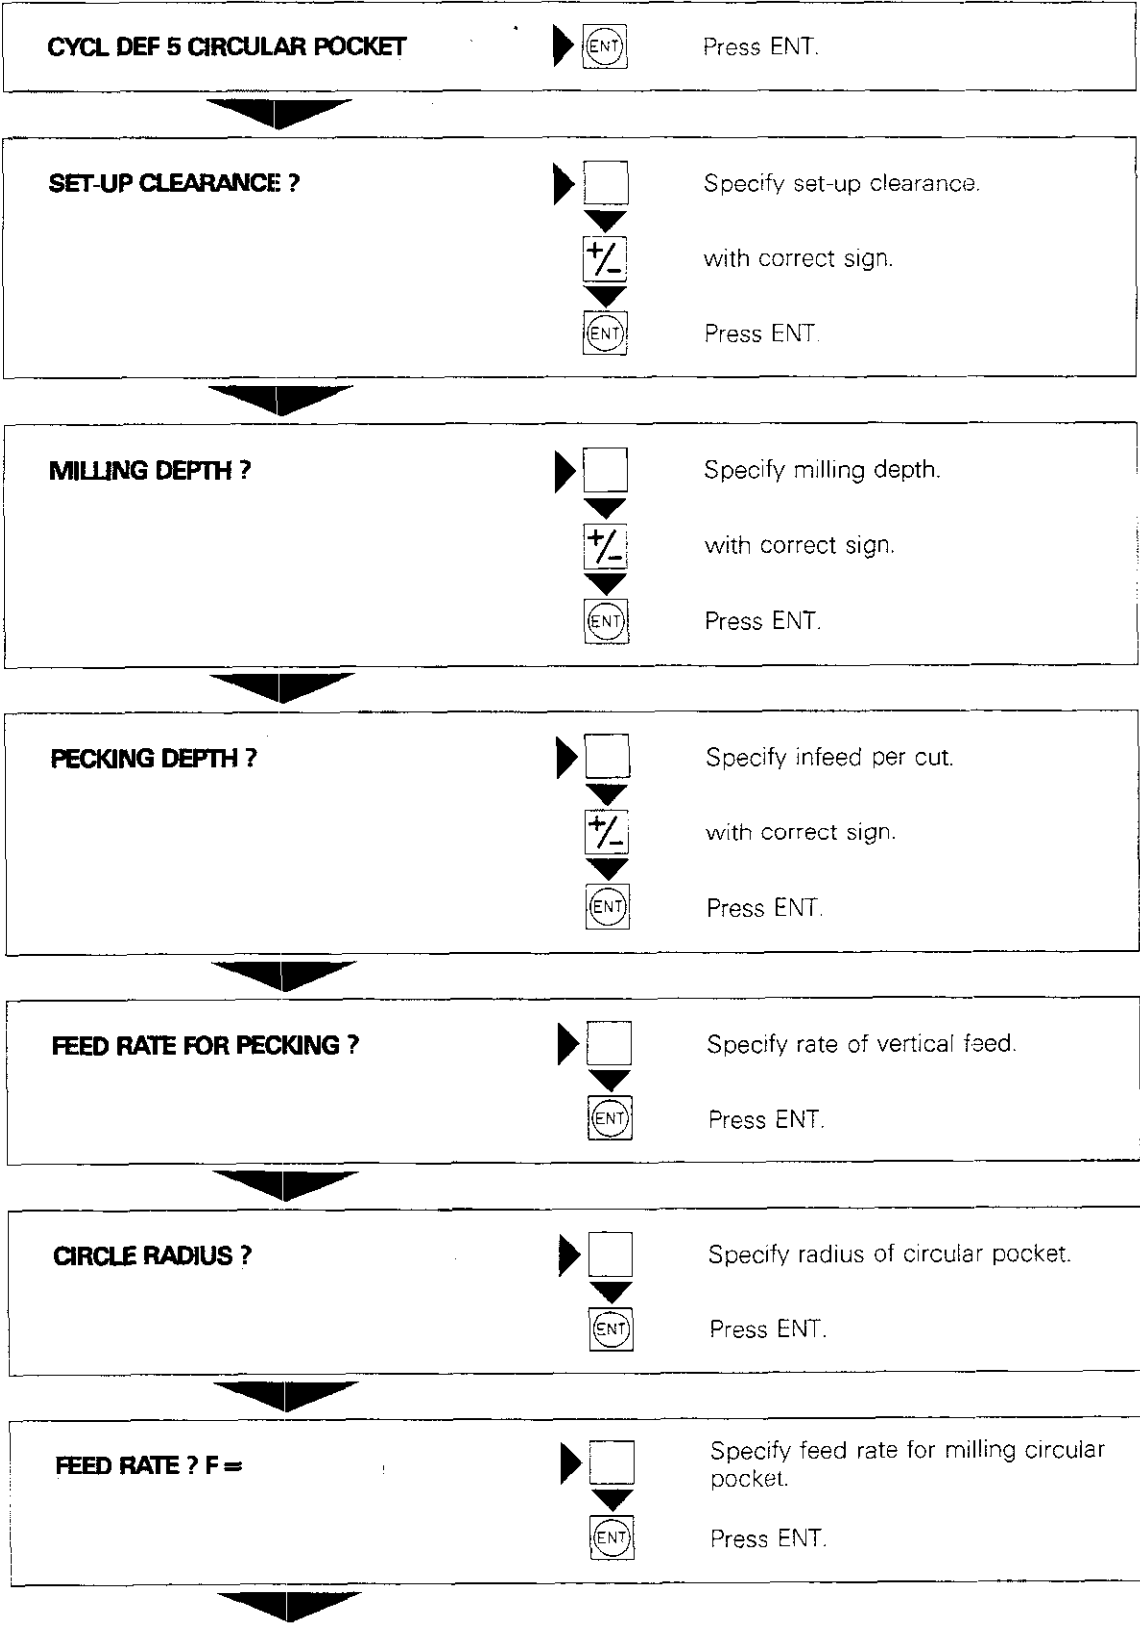 CYCL DEF 5 CIRCULAR POCKET
ENT
Press ENT.
SET-UP CLEARANCE ?
Specify set-up clearance.
+/-
with correct sign.
ENT
Press ENT.
MILLING DEPTH ?
Specify milling depth.
+/-
with correct sign.
ENT
Press ENT.
PECKING DEPTH ?
Specify infeed per cut.
+/-
with correct sign.
ENT
Press ENT.
FEED RATE FOR PECKING ?
Specify rate of vertical feed.
ENT
Press ENT.
CIRCLE RADIUS ?
Specify radius of circular pocket.
ENT
Press ENT.
FEED RATE ? F =
Specify feed rate for milling circular
pocket.
ENT
Press ENT.